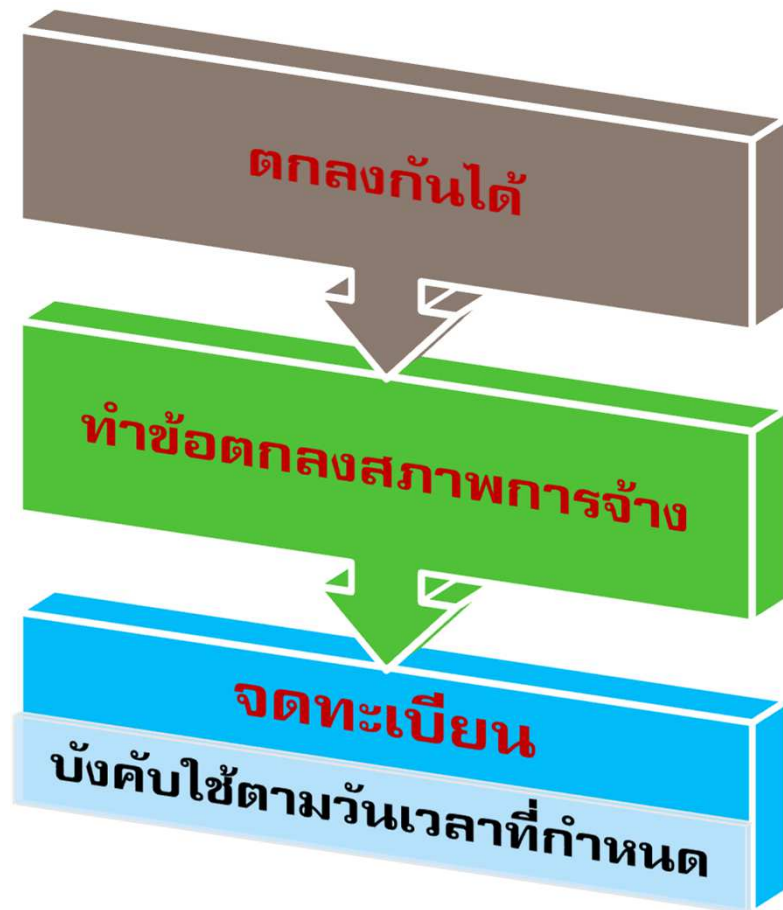 ตกลงกันได้
ทำข้อตกลงสภาพการจ้าง
จดทะเบียน
บังคับใช้ตามวันเวลาที่กำหนด